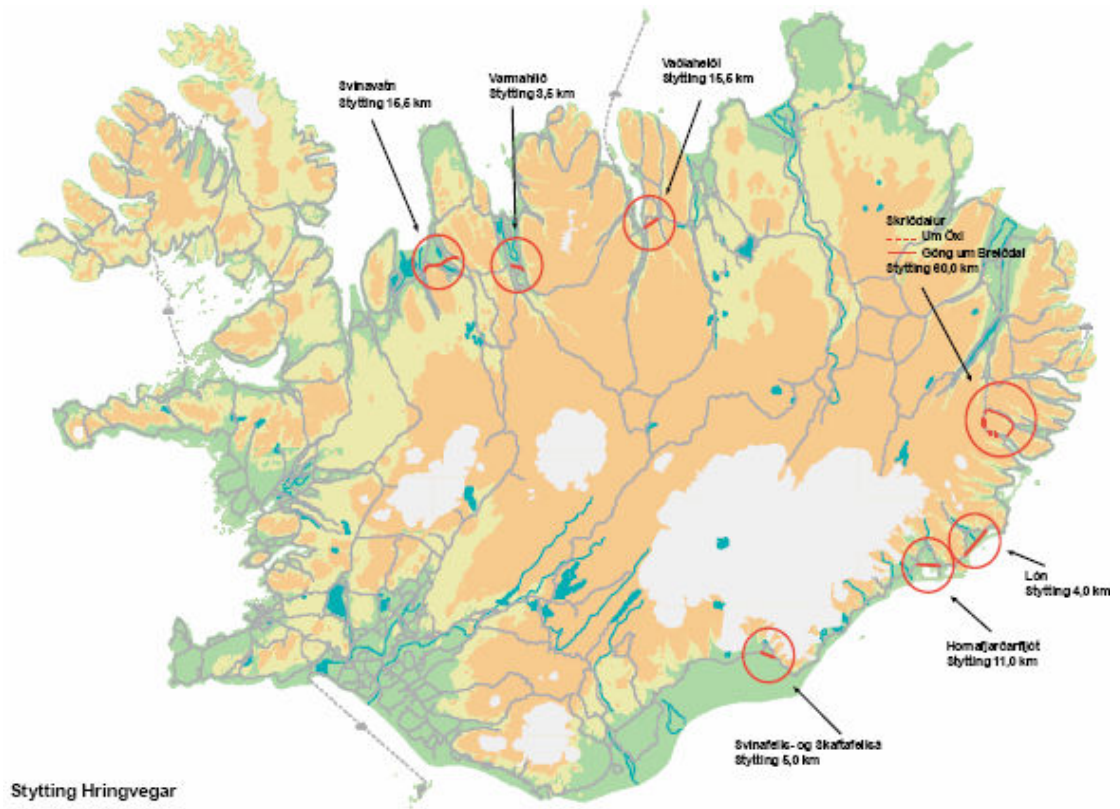 Svínavatn
Stytting 15,5 km
Varmahlíð
Stytting 3,5 km
Vaðlaheiði
Stytting 15,5 km
Skriðdalur
Um Öxi
Göng um Breiðdal
Stytting 60,0 km
Lón
Stytting 4,0 km
Hornafjarðarfljót
Stytting 11,0 km
Svínafells- og Skaftafellsá
Stytting 5,0 km
Stytting Hringvegar